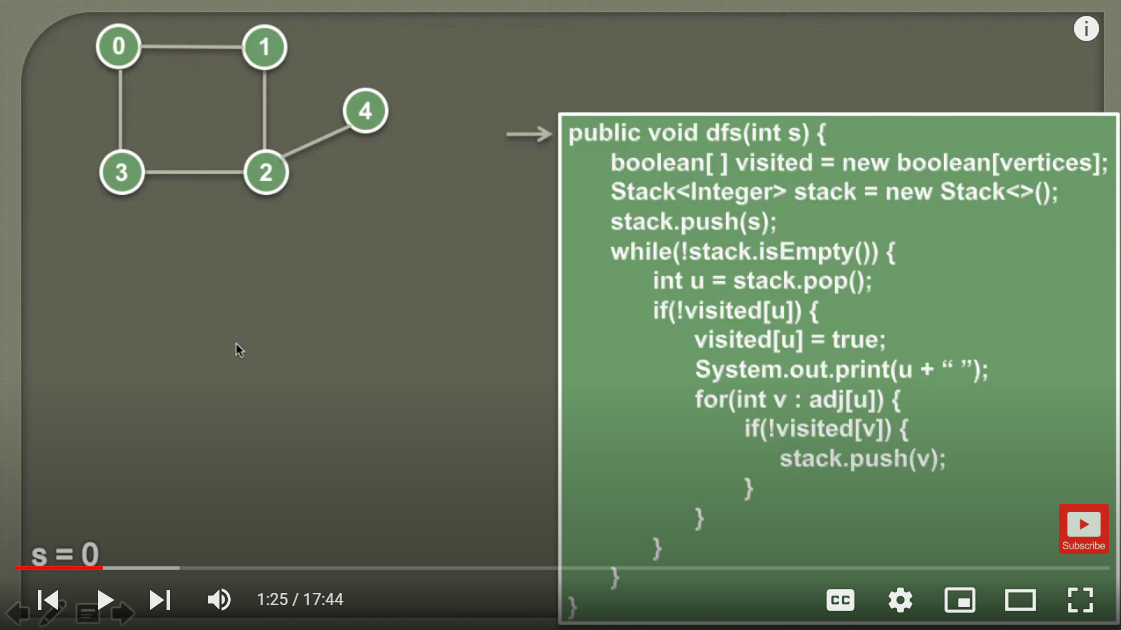 0
1
4
3
2
public void dfs(int s) {
boolean[ ] visited = new boolean[vertices];
Stack<Integer> stack = new Stack<>();
stack.push(s);
while(!stack.isEmpty()) {
int u = stack.pop();
if(!visited[u]) {
visited[u] = true;
System.out.print(u + “ ”);
for(int v : adj[u]) {
if(!visited[v]) {
stack.push(v);
}
}
}
}
}
s = 0
Subscribe
1:25 / 17:44
CC
i